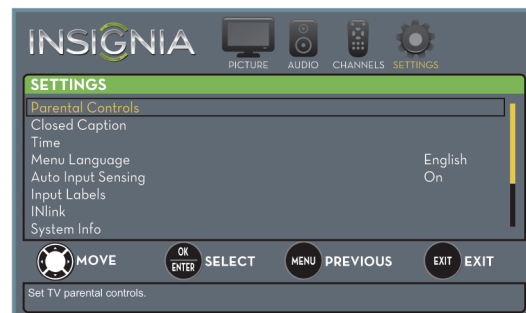 INSIGNIA
PICTURE AUDIO CHANNELS SETTINGS
SETTINGS
Parental Controls
Closed Caption
Time
Menu Language English
Auto Input Sensing On
Input Labels
INlink
System Info
MOVE OK ENTER SELECT MENU PREVIOUS EXIT EXIT
Set TV parental controls.